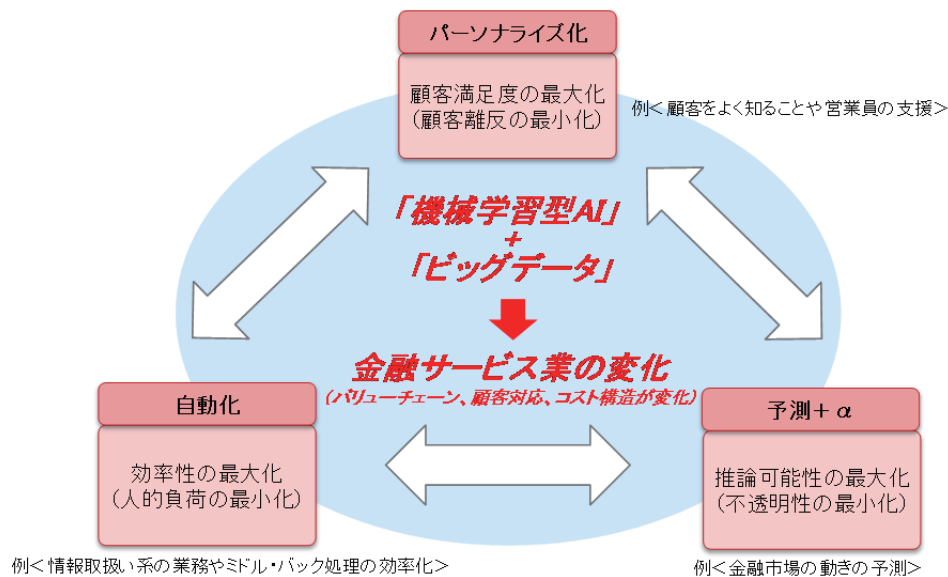 パーソナライズ化
顧客満足度の最大化
(顧客離反の最小化)
例<顧客をよく知ることや営業員の支援>
「機械学習型AI」
+
「ビッグデータ」
金融サービス業の変化
(バリューチェーン、顧客対応、コスト構造が変化)
自動化
効率性の最大化
(人的負荷の最小化)
例<情報取扱い系の業務やミドル・バック処理の効率化>
予測+α
推論可能性の最大化
(不透明性の最小化)
例<金融市場の動きの予測>